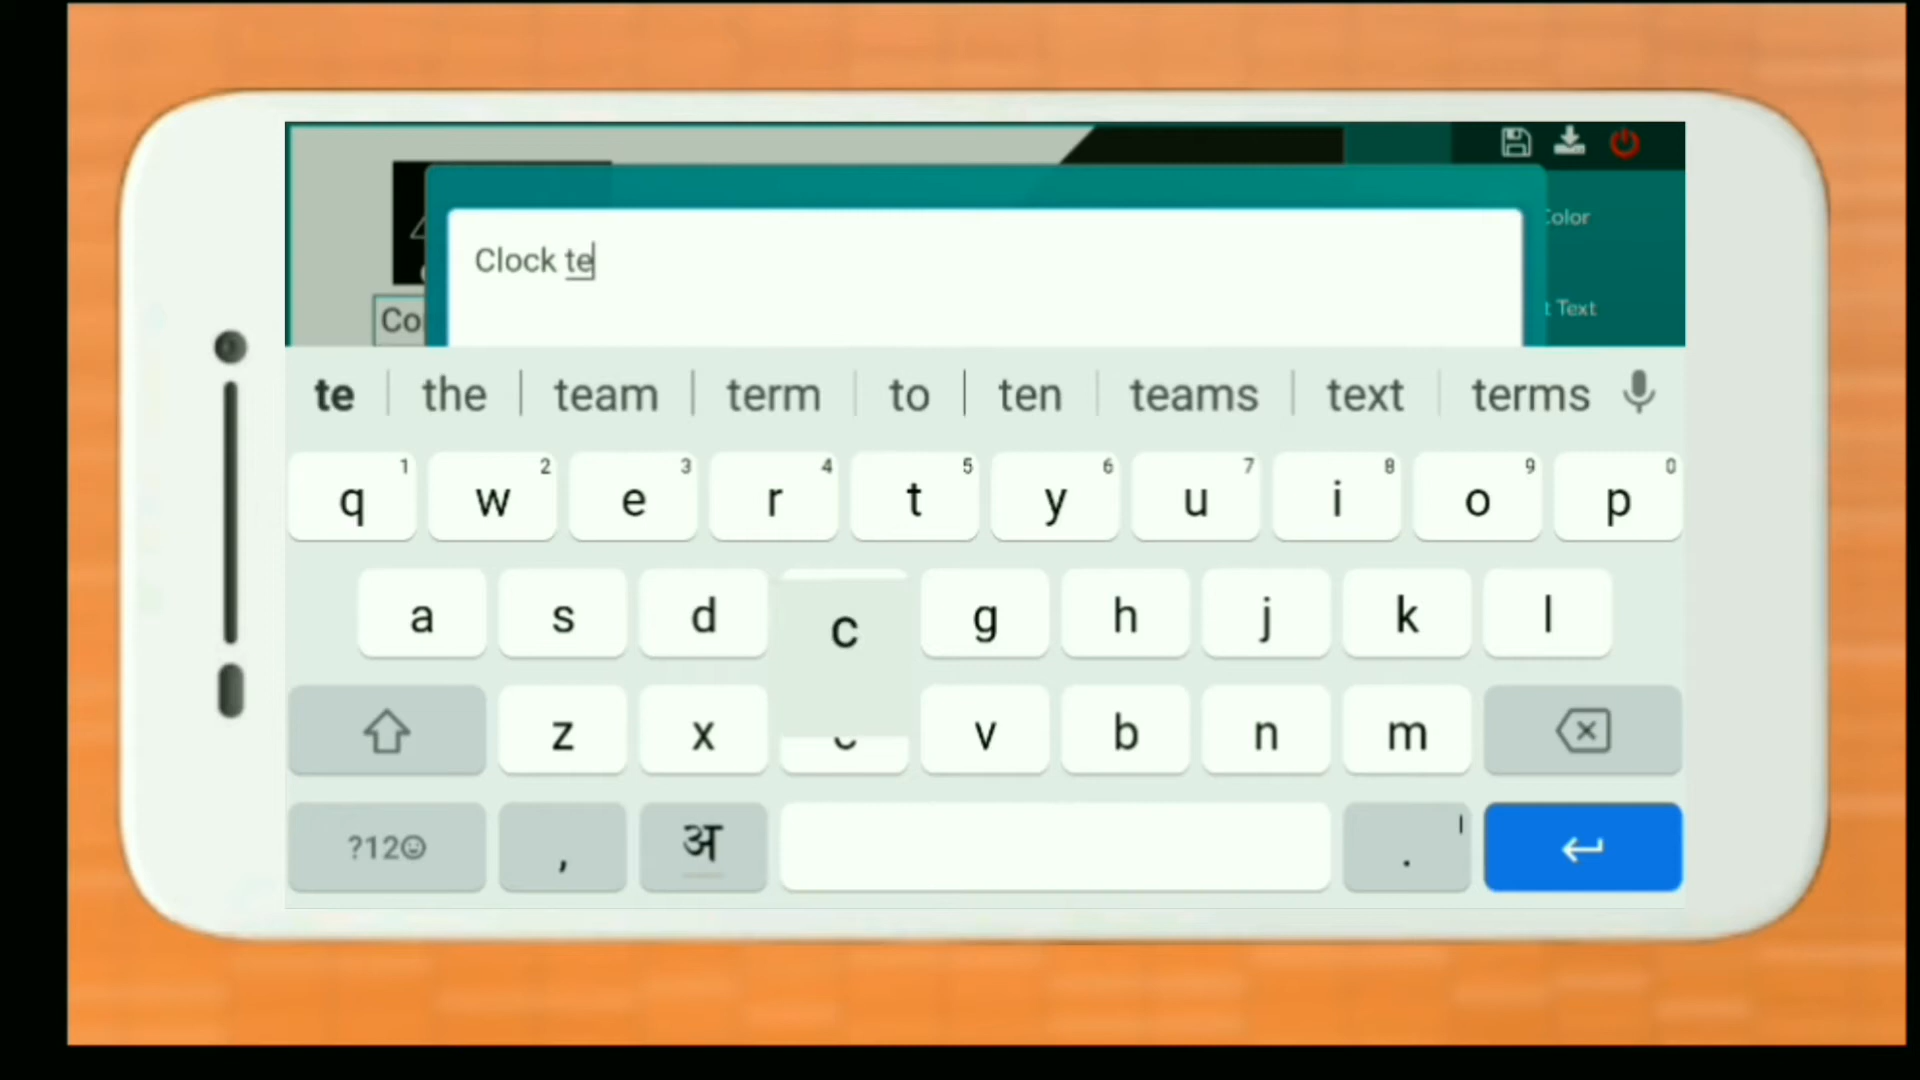 Color
Clock te
t Text
Co
te the team term to ten teams text terms
1 2 3 4 5 6 7 8 9 0
q w e r t y u i o p
a s d c g h j k l
z x v b n m
?12☺ , अ . |